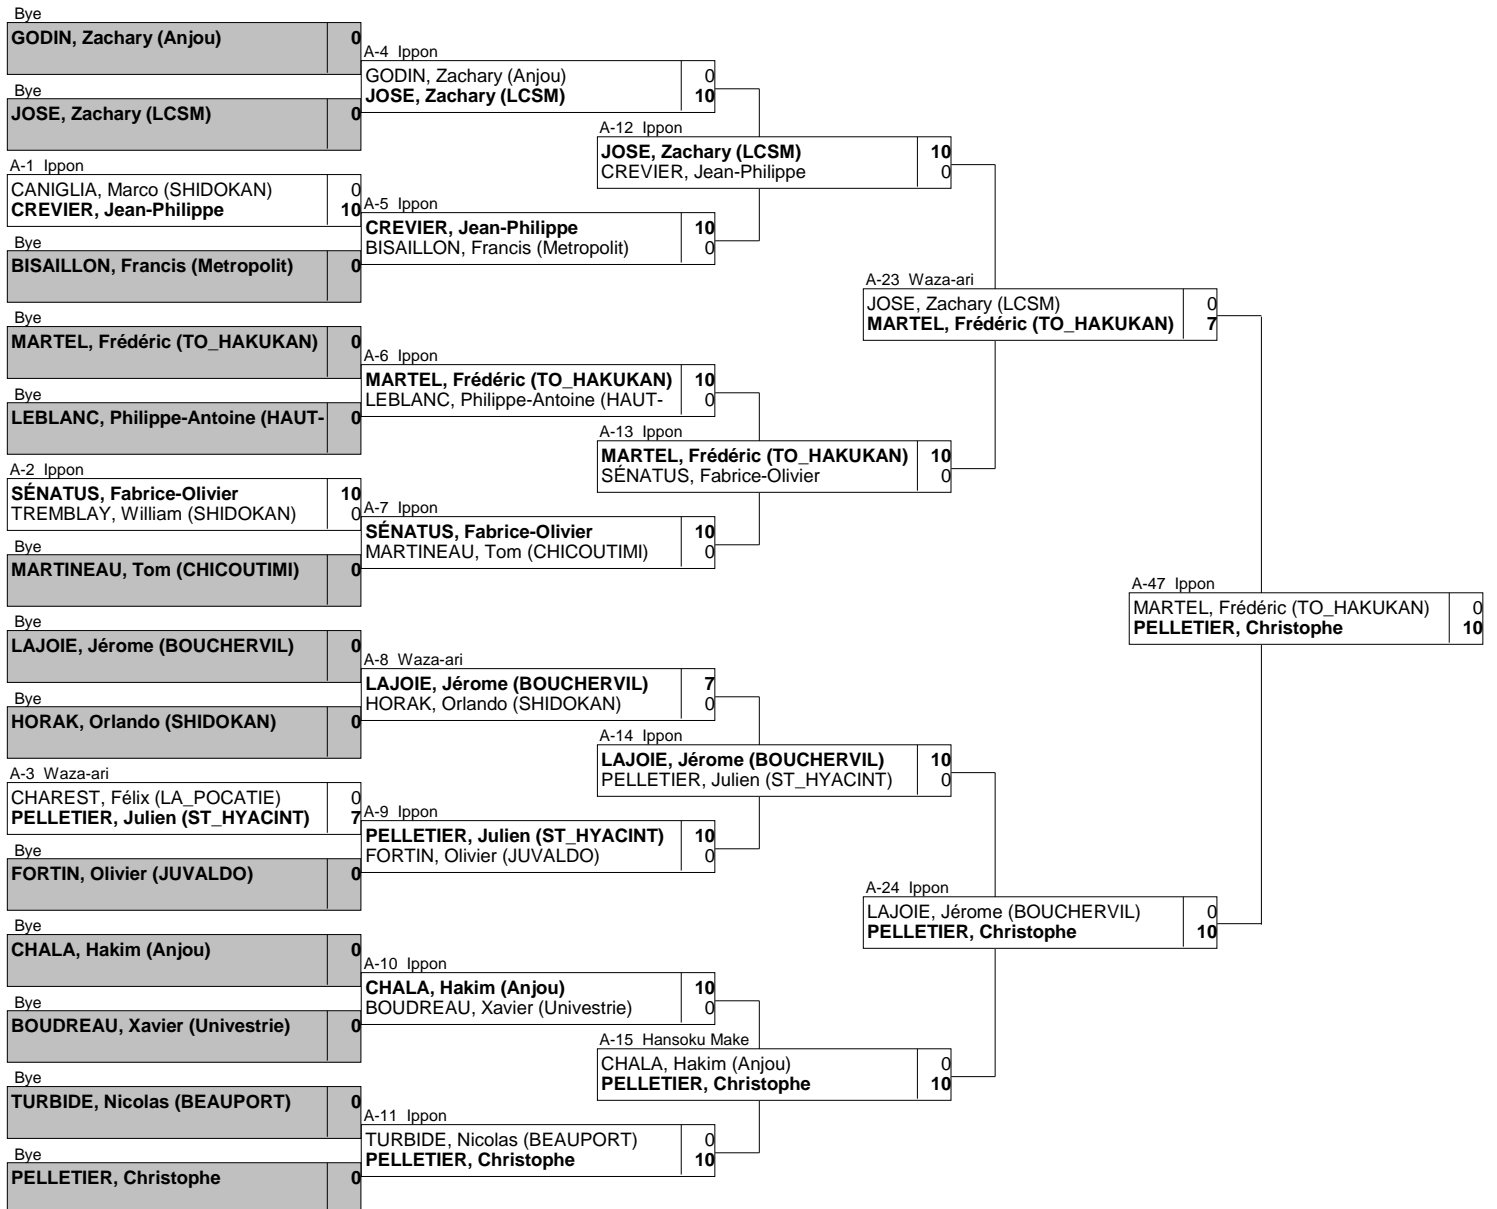 Bye
GODIN, Zachary (Anjou) 0
Bye
JOSE, Zachary (LCSM) 0
A-1 Ippon
CANIGLIA, Marco (SHIDOKAN) 0
CREVIER, Jean-Philippe 10
Bye
BISAILLON, Francis (Metropolit) 0
Bye
MARTEL, Frédéric (TO_HAKUKAN) 0
Bye
LEBLANC, Philippe-Antoine (HAUT- 0
A-2 Ippon
SÉNATUS, Fabrice-Olivier 10
TREMBLAY, William (SHIDOKAN) 0
Bye
MARTINEAU, Tom (CHICOUTIMI) 0
Bye
LAJOIE, Jérome (BOUCHERVIL) 0
Bye
HORAK, Orlando (SHIDOKAN) 0
A-3 Waza-ari
CHAREST, Félix (LA_POCATIE) 0
PELLETIER, Julien (ST_HYACINT) 7
Bye
FORTIN, Olivier (JUVALDO) 0
Bye
CHALA, Hakim (Anjou) 0
Bye
BOUDREAU, Xavier (Univestrie) 0
Bye
TURBIDE, Nicolas (BEAUPORT) 0
Bye
PELLETIER, Christophe 0
A-4 Ippon
GODIN, Zachary (Anjou) 0
JOSE, Zachary (LCSM) 10
A-5 Ippon
CREVIER, Jean-Philippe 10
BISAILLON, Francis (Metropolit) 0
A-6 Ippon
MARTEL, Frédéric (TO_HAKUKAN) 10
LEBLANC, Philippe-Antoine (HAUT- 0
A-7 Ippon
SÉNATUS, Fabrice-Olivier 10
MARTINEAU, Tom (CHICOUTIMI) 0
A-8 Waza-ari
LAJOIE, Jérome (BOUCHERVIL) 7
HORAK, Orlando (SHIDOKAN) 0
A-9 Ippon
PELLETIER, Julien (ST_HYACINT) 10
FORTIN, Olivier (JUVALDO) 0
A-10 Ippon
CHALA, Hakim (Anjou) 10
BOUDREAU, Xavier (Univestrie) 0
A-11 Ippon
TURBIDE, Nicolas (BEAUPORT) 0
PELLETIER, Christophe 10
A-12 Ippon
JOSE, Zachary (LCSM) 10
CREVIER, Jean-Philippe 0
A-13 Ippon
MARTEL, Frédéric (TO_HAKUKAN) 10
SÉNATUS, Fabrice-Olivier 0
A-14 Ippon
LAJOIE, Jérome (BOUCHERVIL) 10
PELLETIER, Julien (ST_HYACINT) 0
A-15 Hansoku Make
CHALA, Hakim (Anjou) 0
PELLETIER, Christophe 10
A-23 Waza-ari
JOSE, Zachary (LCSM) 0
MARTEL, Frédéric (TO_HAKUKAN) 7
A-24 Ippon
LAJOIE, Jérome (BOUCHERVIL) 0
PELLETIER, Christophe 10
A-47 Ippon
MARTEL, Frédéric (TO_HAKUKAN) 0
PELLETIER, Christophe 10